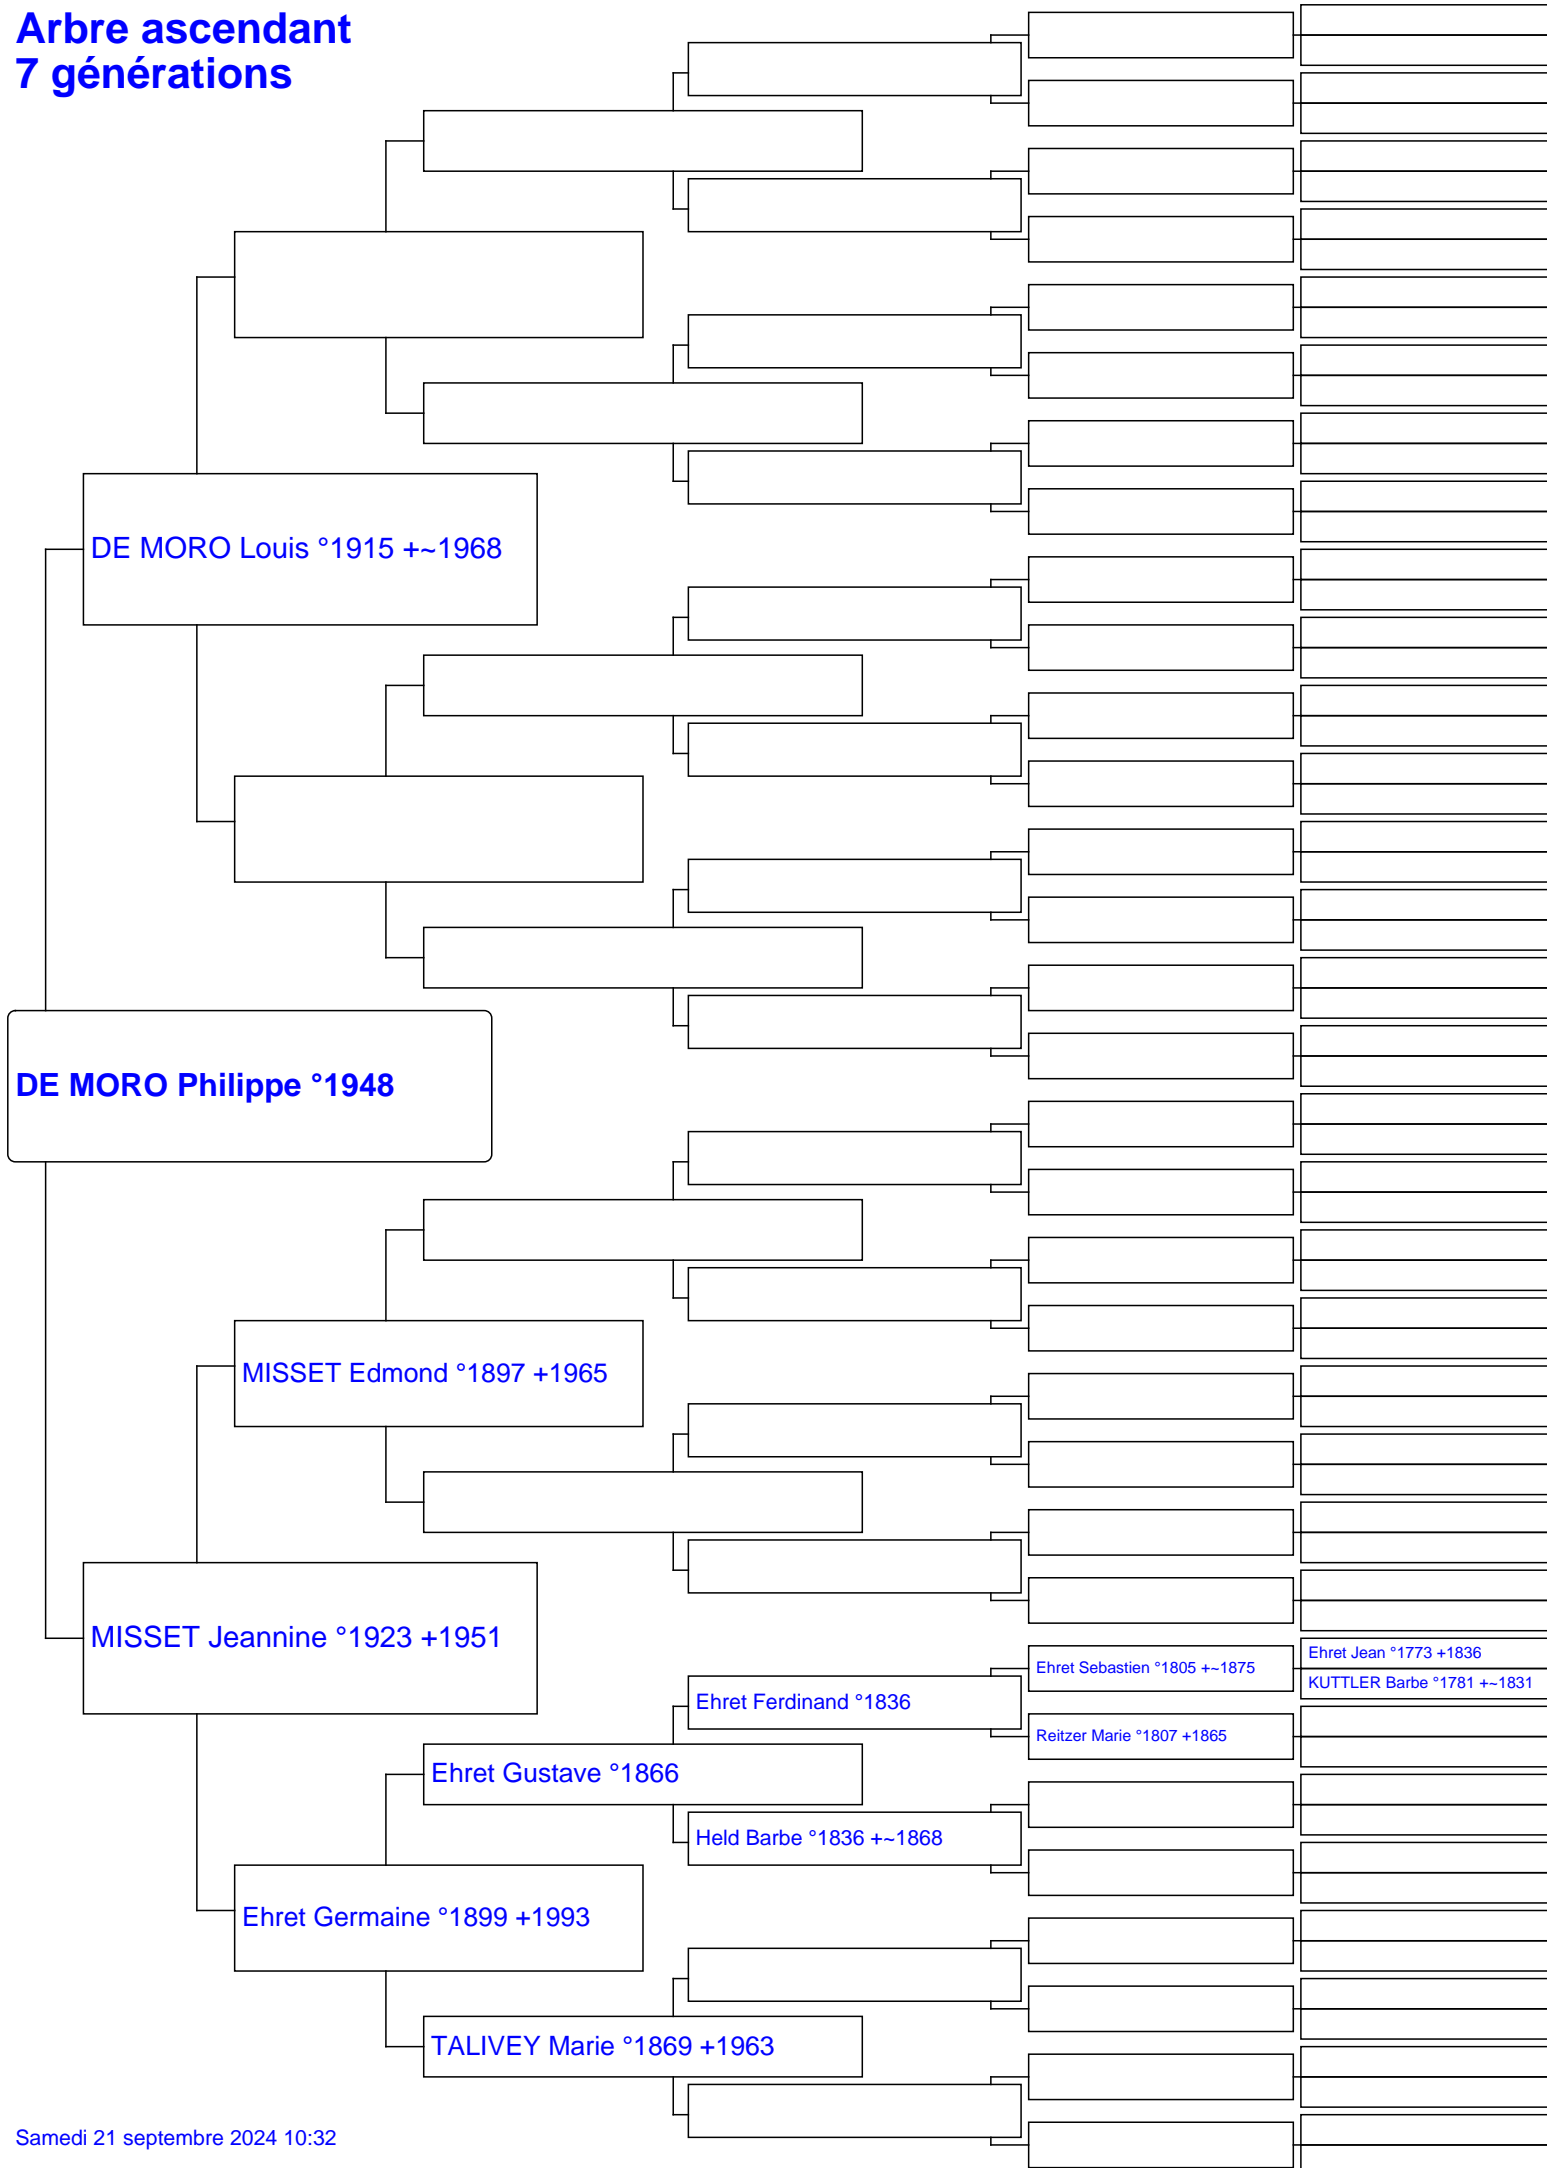 Arbre ascendant
7 générations
DE MORO Louis °1915 +~1968
DE MORO Philippe °1948
MISSET Edmond °1897 +1965
MISSET Jeannine °1923 +1951
Ehret Jean °1773 +1836
Ehret Sebastien °1805 +~1875
KUTTLER Barbe °1781 +~1831
Ehret Ferdinand °1836
Reitzer Marie °1807 +1865
Ehret Gustave °1866
Held Barbe °1836 +~1868
Ehret Germaine °1899 +1993
TALIVEY Marie °1869 +1963
Samedi 21 septembre 2024 10:32